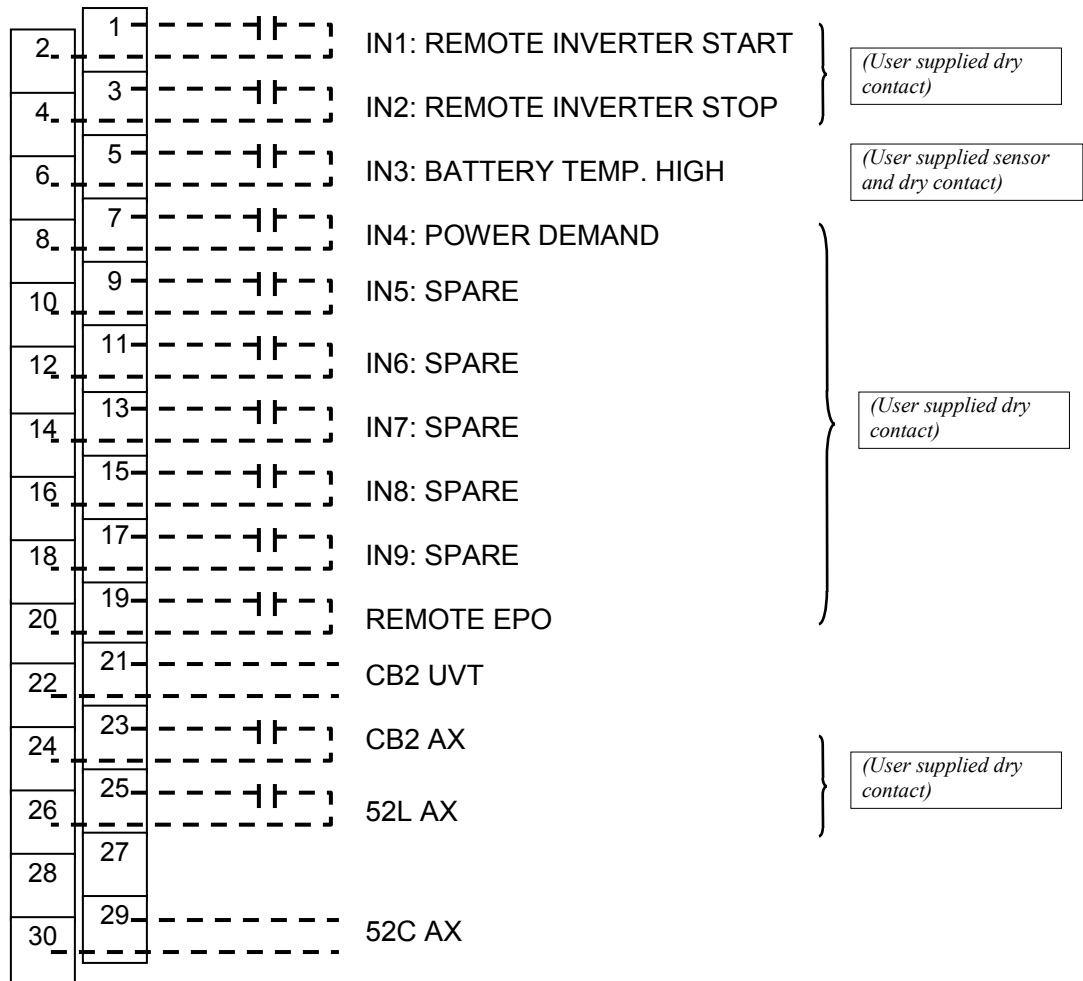 1
2
IN1: REMOTE INVERTER START
(User supplied dry
contact)
3
4
IN2: REMOTE INVERTER STOP
5
6
IN3: BATTERY TEMP. HIGH
(User supplied sensor
and dry contact)
7
8
IN4: POWER DEMAND
9
10
IN5: SPARE
11
12
IN6: SPARE
13
14
IN7: SPARE
(User supplied dry
contact)
15
16
IN8: SPARE
17
18
IN9: SPARE
19
20
REMOTE EPO
21
22
CB2 UVT
23
24
CB2 AX
(User supplied dry
contact)
25
26
52L AX
27
28
29
30
52C AX